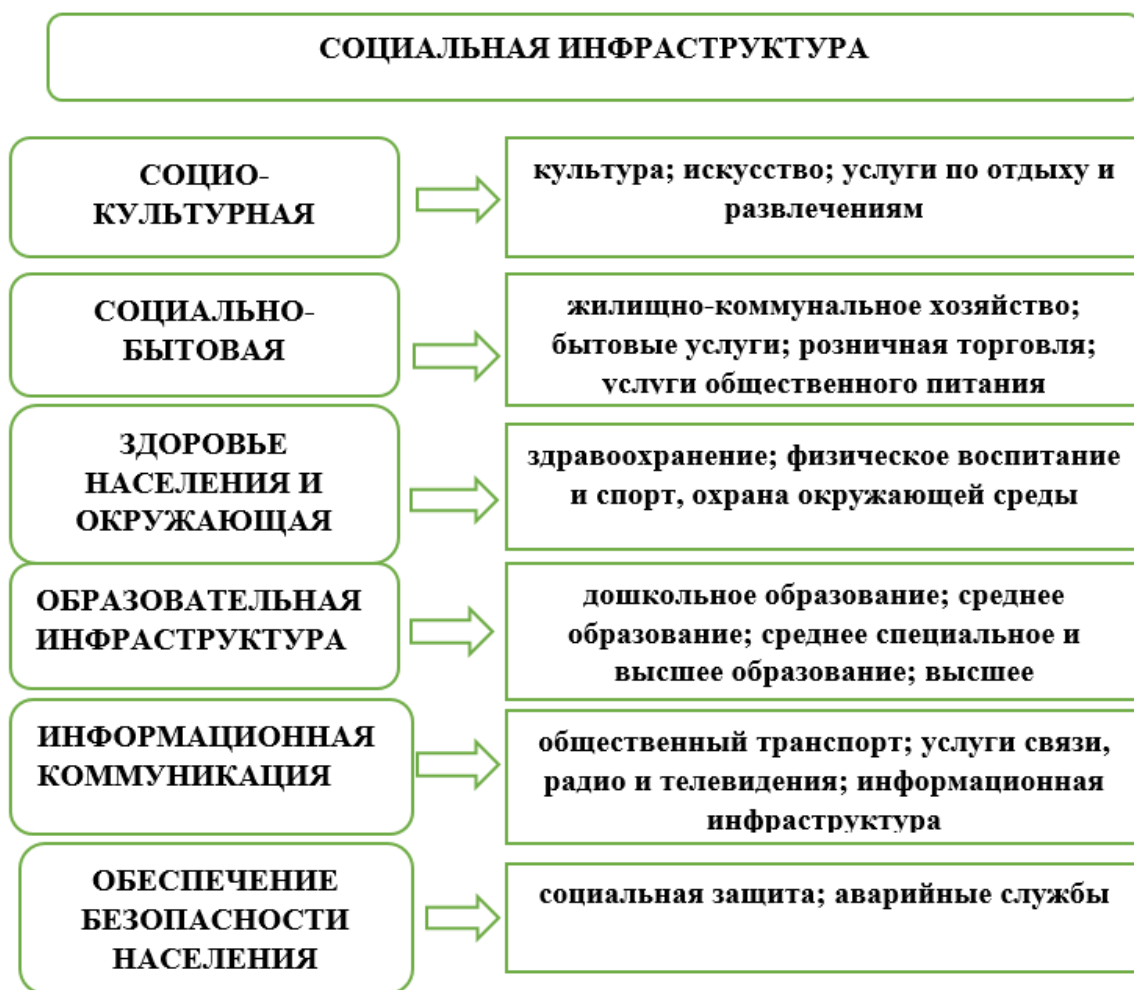 СОЦИАЛЬНАЯ ИНФРАСТРУКТУРА
СОЦИО-
КУЛЬТУРНАЯ
культура; искусство; услуги по отдыху и
развлечениям
СОЦИАЛЬНО-
БЫТОВАЯ
жилищно-коммунальное хозяйство;
бытовые услуги; розничная торговля;
услуги общественного питания
ЗДОРОВЬЕ
НАСЕЛЕНИЯ И
ОКРУЖАЮЩАЯ
здравоохранение; физическое воспитание
и спорт, охрана окружающей среды
ОБРАЗОВАТЕЛЬНАЯ
ИНФРАСТРУКТУРА
дошкольное образование; среднее
образование; среднее специальное и
высшее образование; высшее
ИНФОРМАЦИОННАЯ
КОММУНИКАЦИЯ
общественный транспорт; услуги связи,
радио и телевидения; информационная
инфраструктура
ОБЕСПЕЧЕНИЕ
БЕЗОПАСНОСТИ
НАСЕЛЕНИЯ
социальная защита; аварийные службы